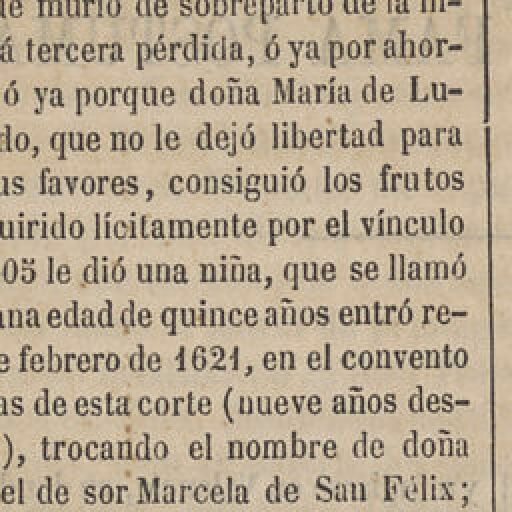 de murió de sobreparto de la in-
á tercera pérdida, ó ya por ahor-
ó ya porque doña María de Lu-
do, que no le dejó libertad para
us favores, consiguió los frutos
uirido lícitamente por el vínculo
05 le dió una niña, que se llamó
ana edad de quince años entró re-
e febrero de 1621, en el convento
as de esta corte (nueve años des-
), trocando el nombre de doña
el de sor Marcela de San Félix;